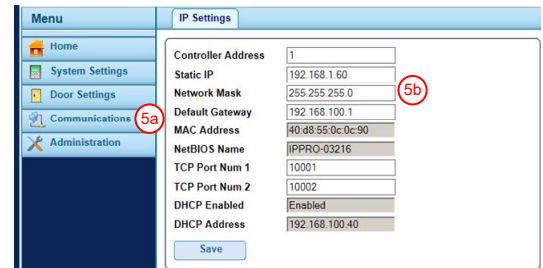 Menu
IP Settings
Home
System Settings
Door Settings
Communications 5a
Administration
Controller Address 1
Static IP 192.168.1.60
Network Mask 255.255.255.0 5b
Default Gateway 192.168.100.1
MAC Address 40:d8:55:0c:0c:90
NetBIOS Name IPPRO-03216
TCP Port Num 1 10001
TCP Port Num 2 10002
DHCP Enabled Enabled
DHCP Address 192.168.100.40
Save